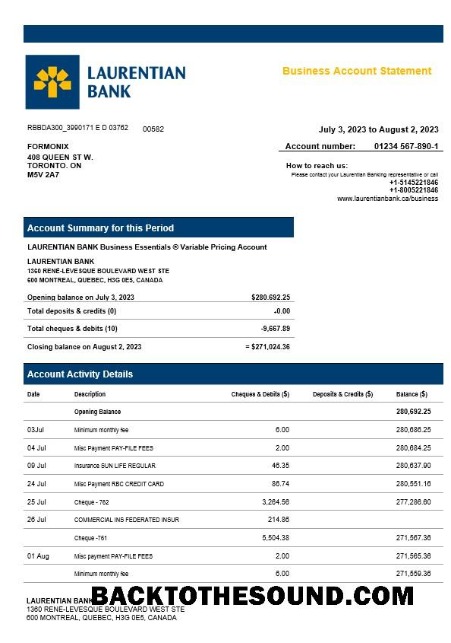 LAURENTIAN
BANK
Business Account Statement
RBBDA300_3990171 E D 03762 00582
July 3, 2023 to August 2, 2023
FORMONIX
Account number: 01234 567-890-1
408 QUEEN ST W.
TORONTO. ON
M5V 2A7
How to reach us:
Please contact your Laurentian Banking representative or call
+1-5145221846
+1-8005221846
www.laurentianbank.ca/business
Account Summary for this Period
LAURENTIAN BANK Business Essentials ® Variable Pricing Account
LAURENTIAN BANK
1360 RENE-LEVESQUE BOULEVARD WEST STE
600 MONTREAL, QUEBEC, H3G 0E5, CANADA
Opening balance on July 3, 2023 $280,692.25
Total deposits & credits (0) -0.00
Total cheques & debits (10) -9,667.89
Closing balance on August 2, 2023 = $271,024.36
Account Activity Details
Date Description Cheques & Debits ($) Deposits & Credits ($) Balance ($)
Opening Balance 280,692.25
03Jul Minimum monthly fee 6.00 280,686.25
04 Jul Misc Payment PAY-FILE FEES 2.00 280,684.25
09 Jul Insurance SUN LIFE REGULAR 46.35 280,637.90
24 Jul Misc Payment RBC CREDIT CARD 86.74 280,551.16
25 Jul Cheque - 762 3,264.56 277,286.60
26 Jul COMMERCIAL INS FEDERATED INSUR 214.86
Cheque -761 5,504.38 271,567.36
01 Aug Misc payment PAY-FILE FEES 2.00 271,565.36
Minimum monthly fee 6.00 271,559.36
LAURENTIAN
BACKTOTHESOUND.COM
1360 RENE-LEVESQUE BOULEVARD WEST STE
600 MONTREAL, QUEBEC, H3G 0E5, CANADA